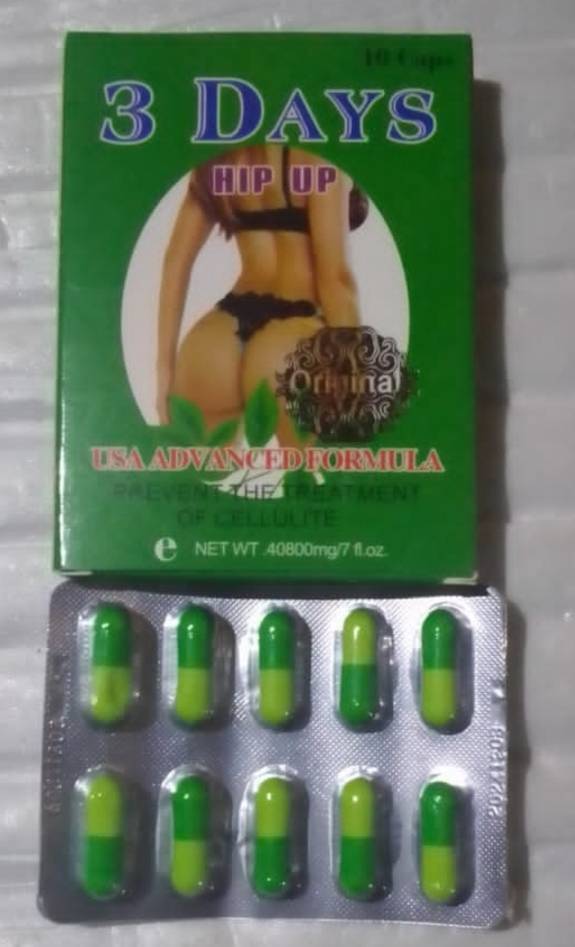 10 Caps
3 DAYS
HIP UP
Original
USA ADVANCED FORMULA
PREVENT THE TREATMENT
OF CELLULITE
e NET WT .40800mg/7 fl.oz.